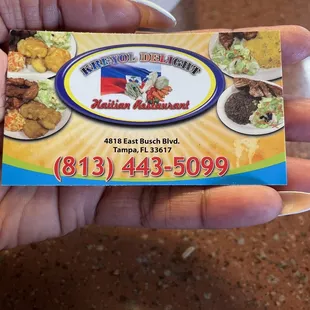 KREYOL DELIGHT
Haitian Restaurant
4818 East Busch Blvd.
Tampa, FL 33617
(813) 443-5099